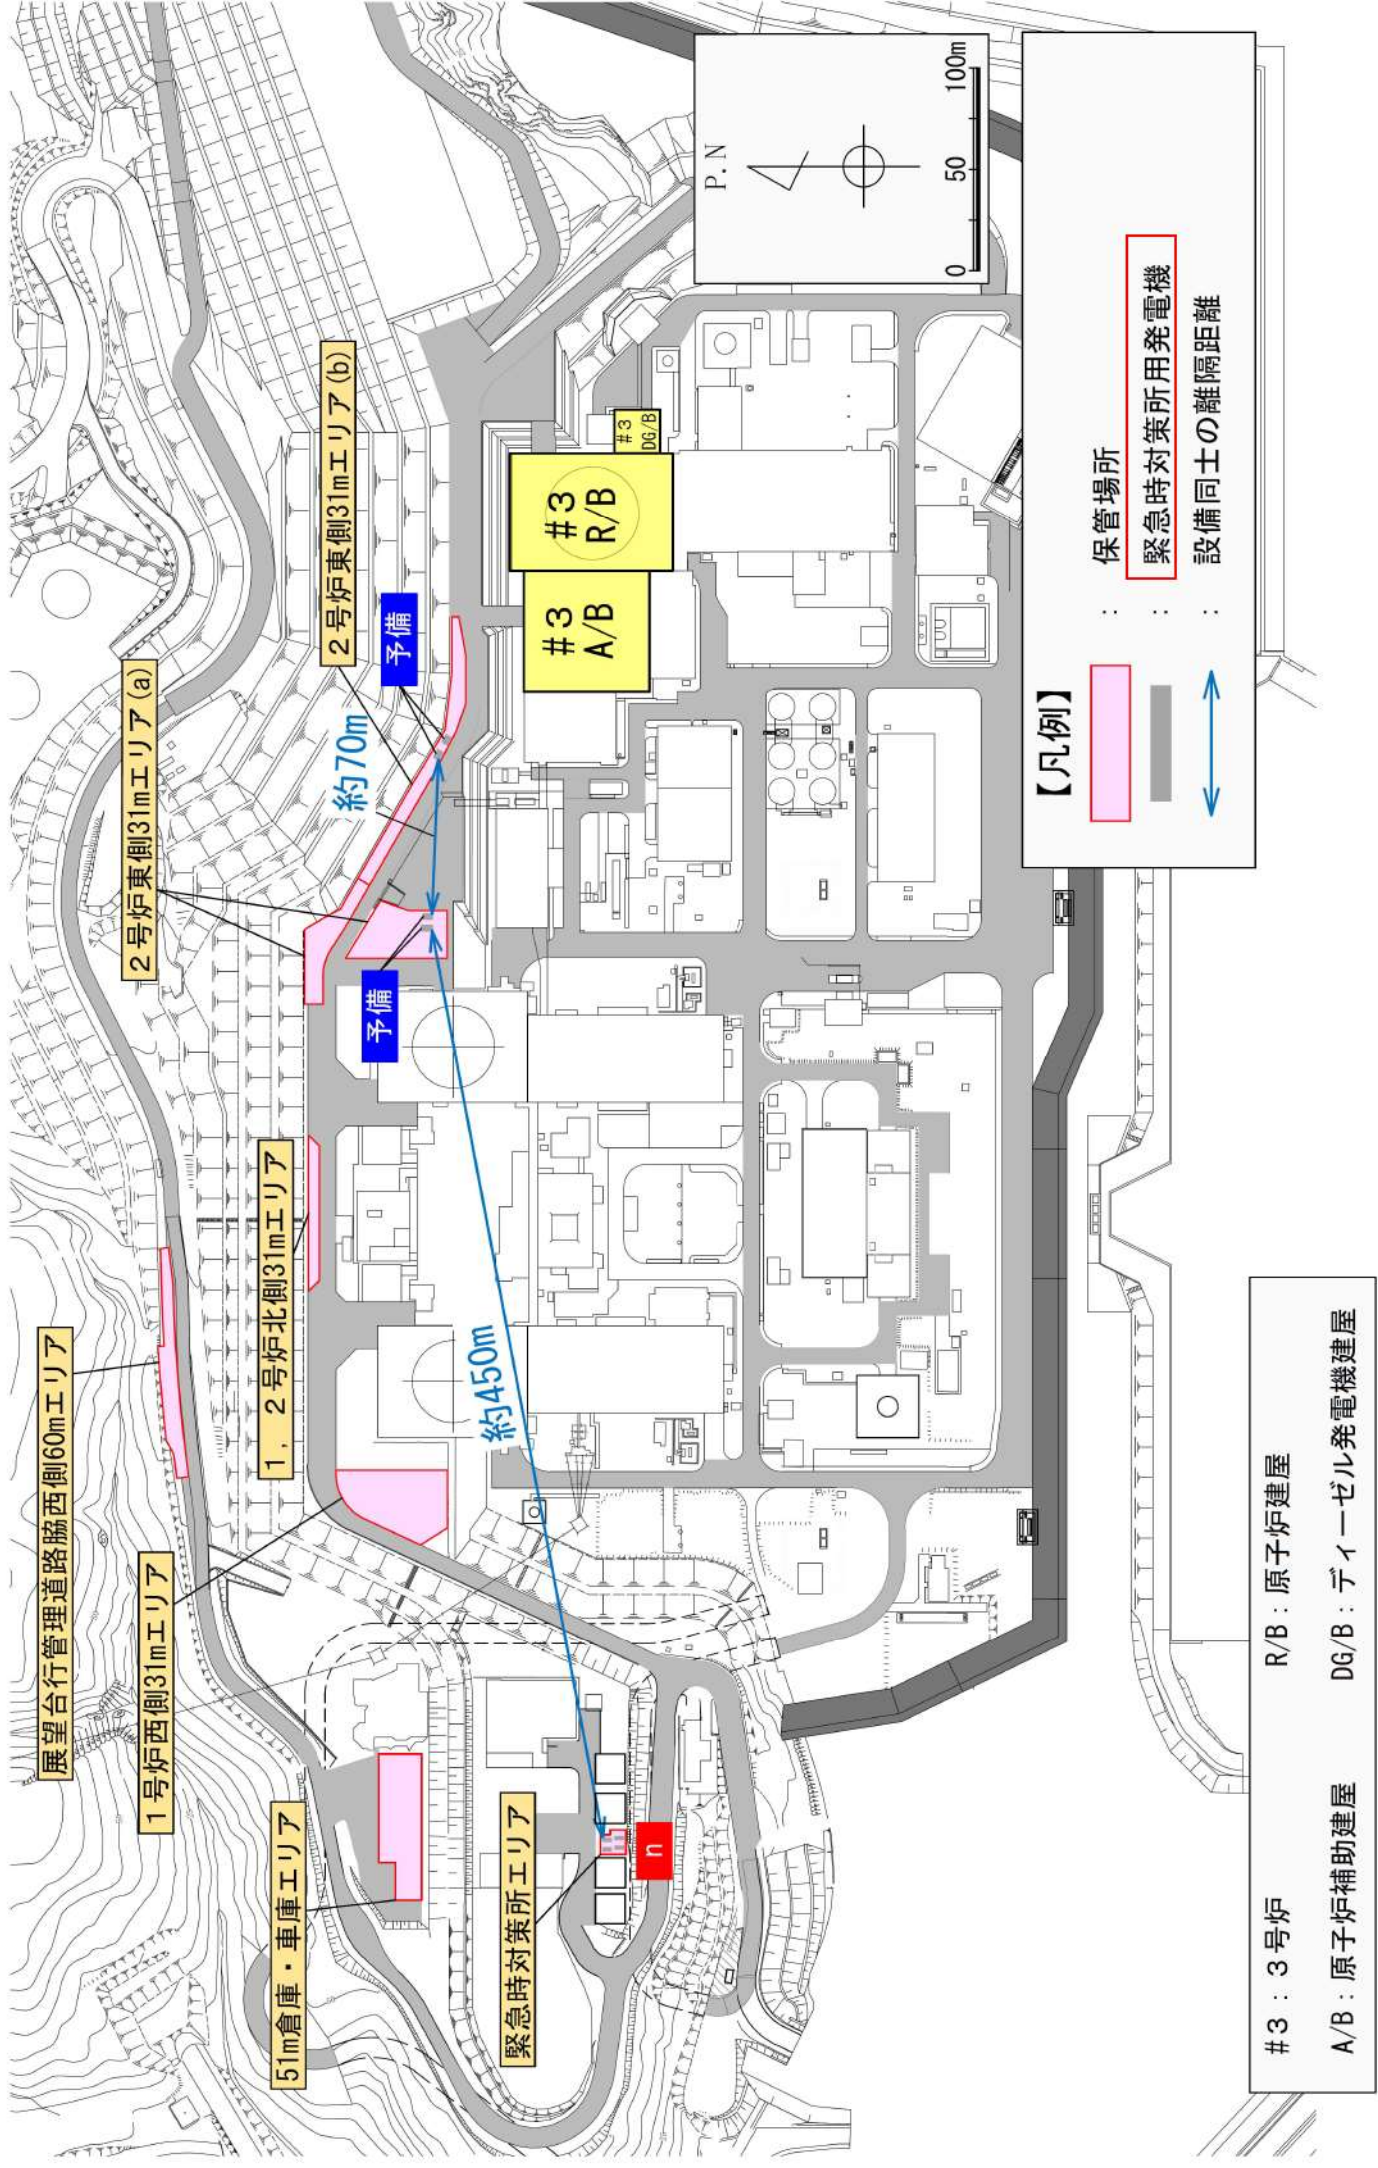 展望台行管理道路脇西側60mエリア
1号炉西側31mエリア
51m倉庫・車庫エリア
1，2号炉北側31mエリア
2号炉東側31mエリア(a)
2号炉東側31mエリア(b)
緊急時対策所エリア
予備
予備
約70m
約450m
n
#3
A/B
#3
R/B
#3
DG/B
P.N
0 50 100m
【凡例】
：保管場所
：緊急時対策所用発電機
：設備同士の離隔距離
#3：3号炉 R/B：原子炉建屋
A/B：原子炉補助建屋 DG/B：ディーゼル発電機建屋